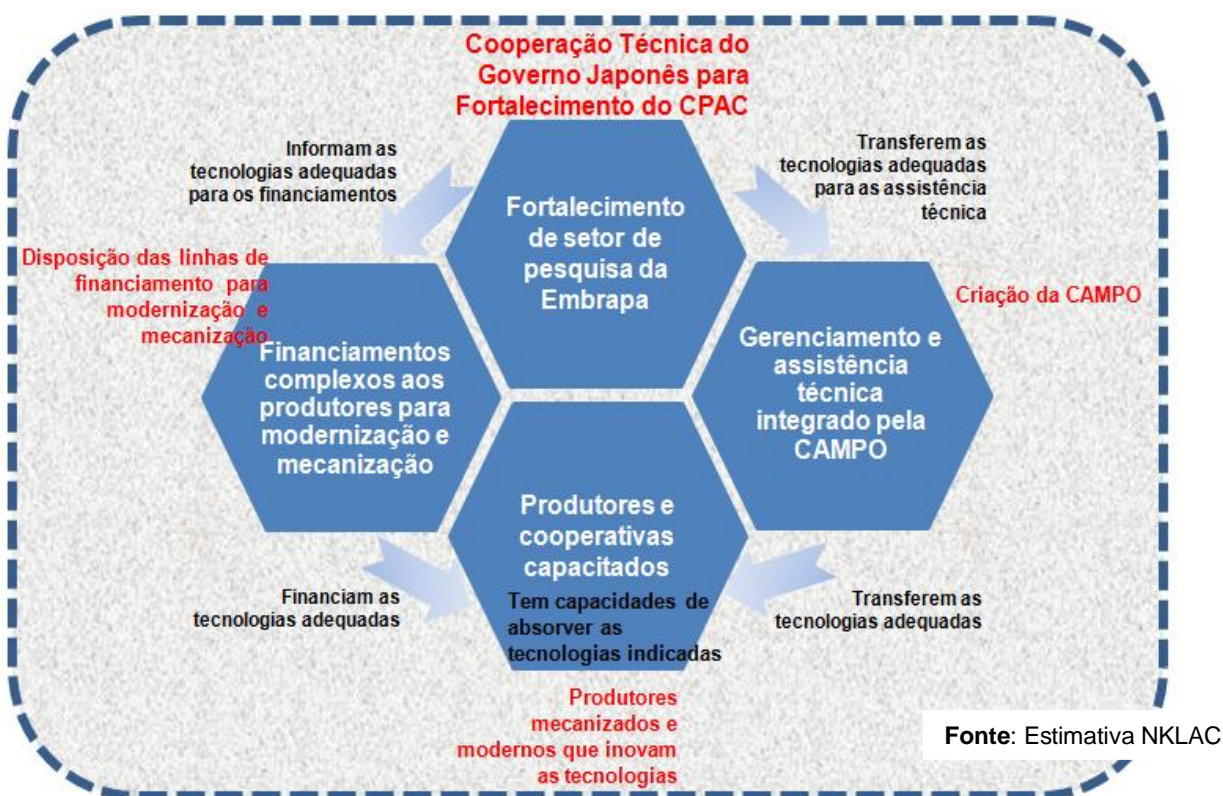 Cooperação Técnica do
Governo Japonês para
Fortalecimento do CPAC
Informam as
tecnologias adequadas
para os financiamentos
Transferem as
tecnologias adequadas
para as assistência
técnica
Fortalecimento
de setor de
pesquisa da
Embrapa
Disposição das linhas de
financiamento para
modernização e
mecanização
Criação da CAMPO
Financiamentos
complexos aos
produtores para
modernização e
mecanização
Gerenciamento e
assistência
técnica
integrado pela
CAMPO
Produtores e
cooperativas
capacitados
Tem capacidades de
absorver as
tecnologias indicadas
Financiam as
tecnologias adequadas
Transferem as
tecnologias adequadas
Produtores
mecanizados e
modernos que inovam
as tecnologias
Fonte: Estimativa NKLAC